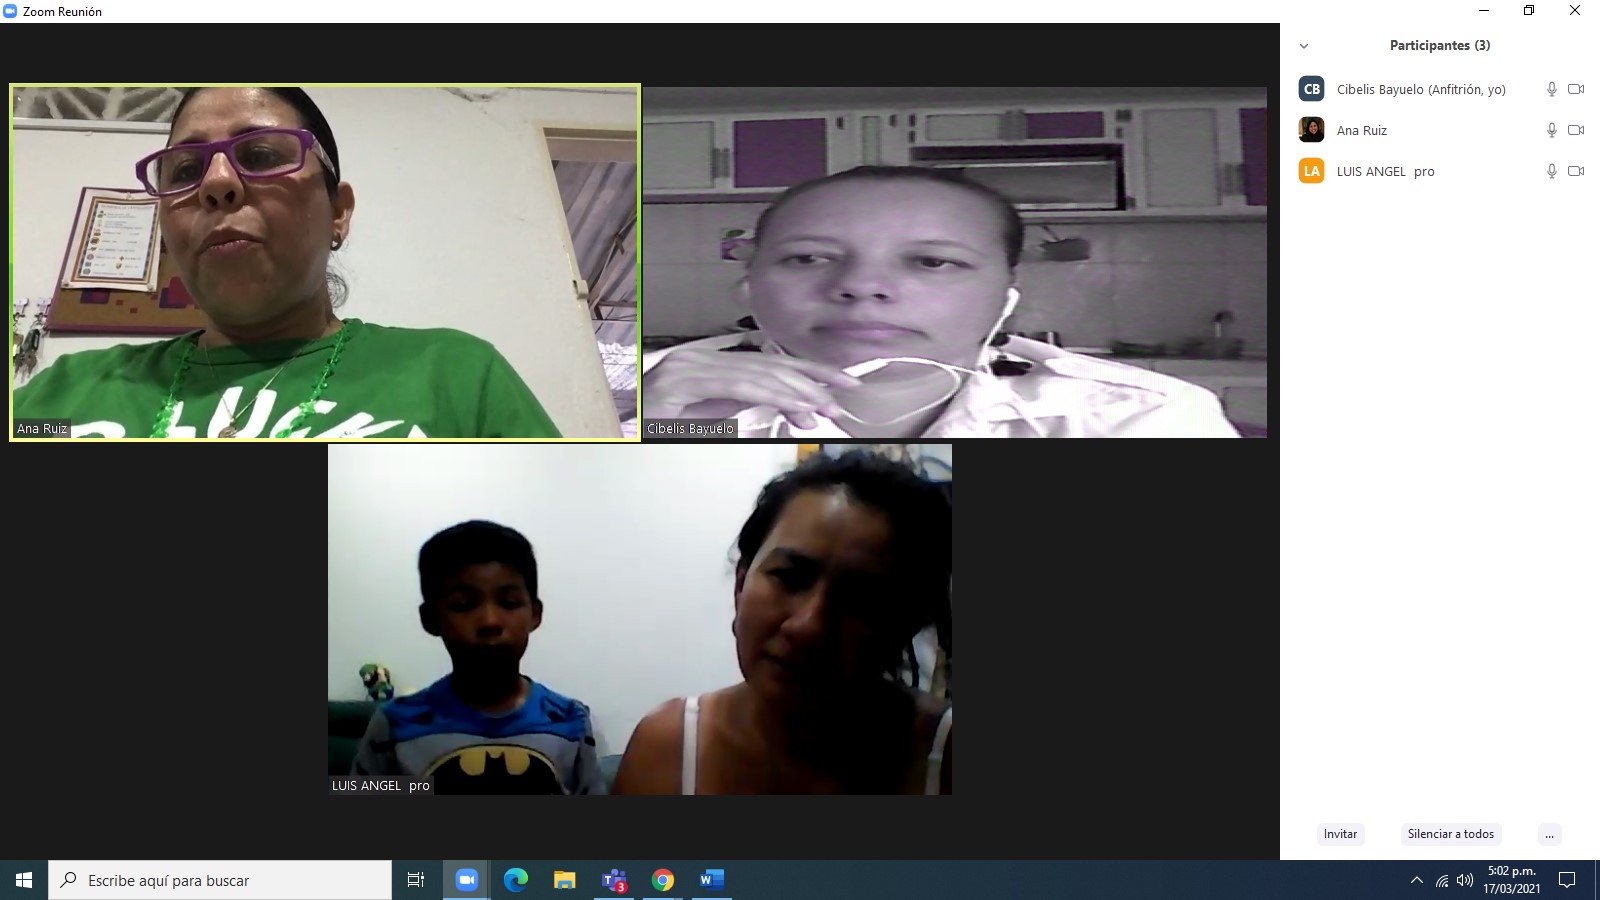 Zoom Reunión
Participantes (3)
CB Cibelis Bayuelo (Anfitrión, yo)
Ana Ruiz
LA LUIS ANGEL pro
Ana Ruiz
Cibelis Bayuelo
LUIS ANGEL pro
Invitar
Silenciar a todos
...
Escribe aquí para buscar
3
5:02 p.m.
17/03/2021